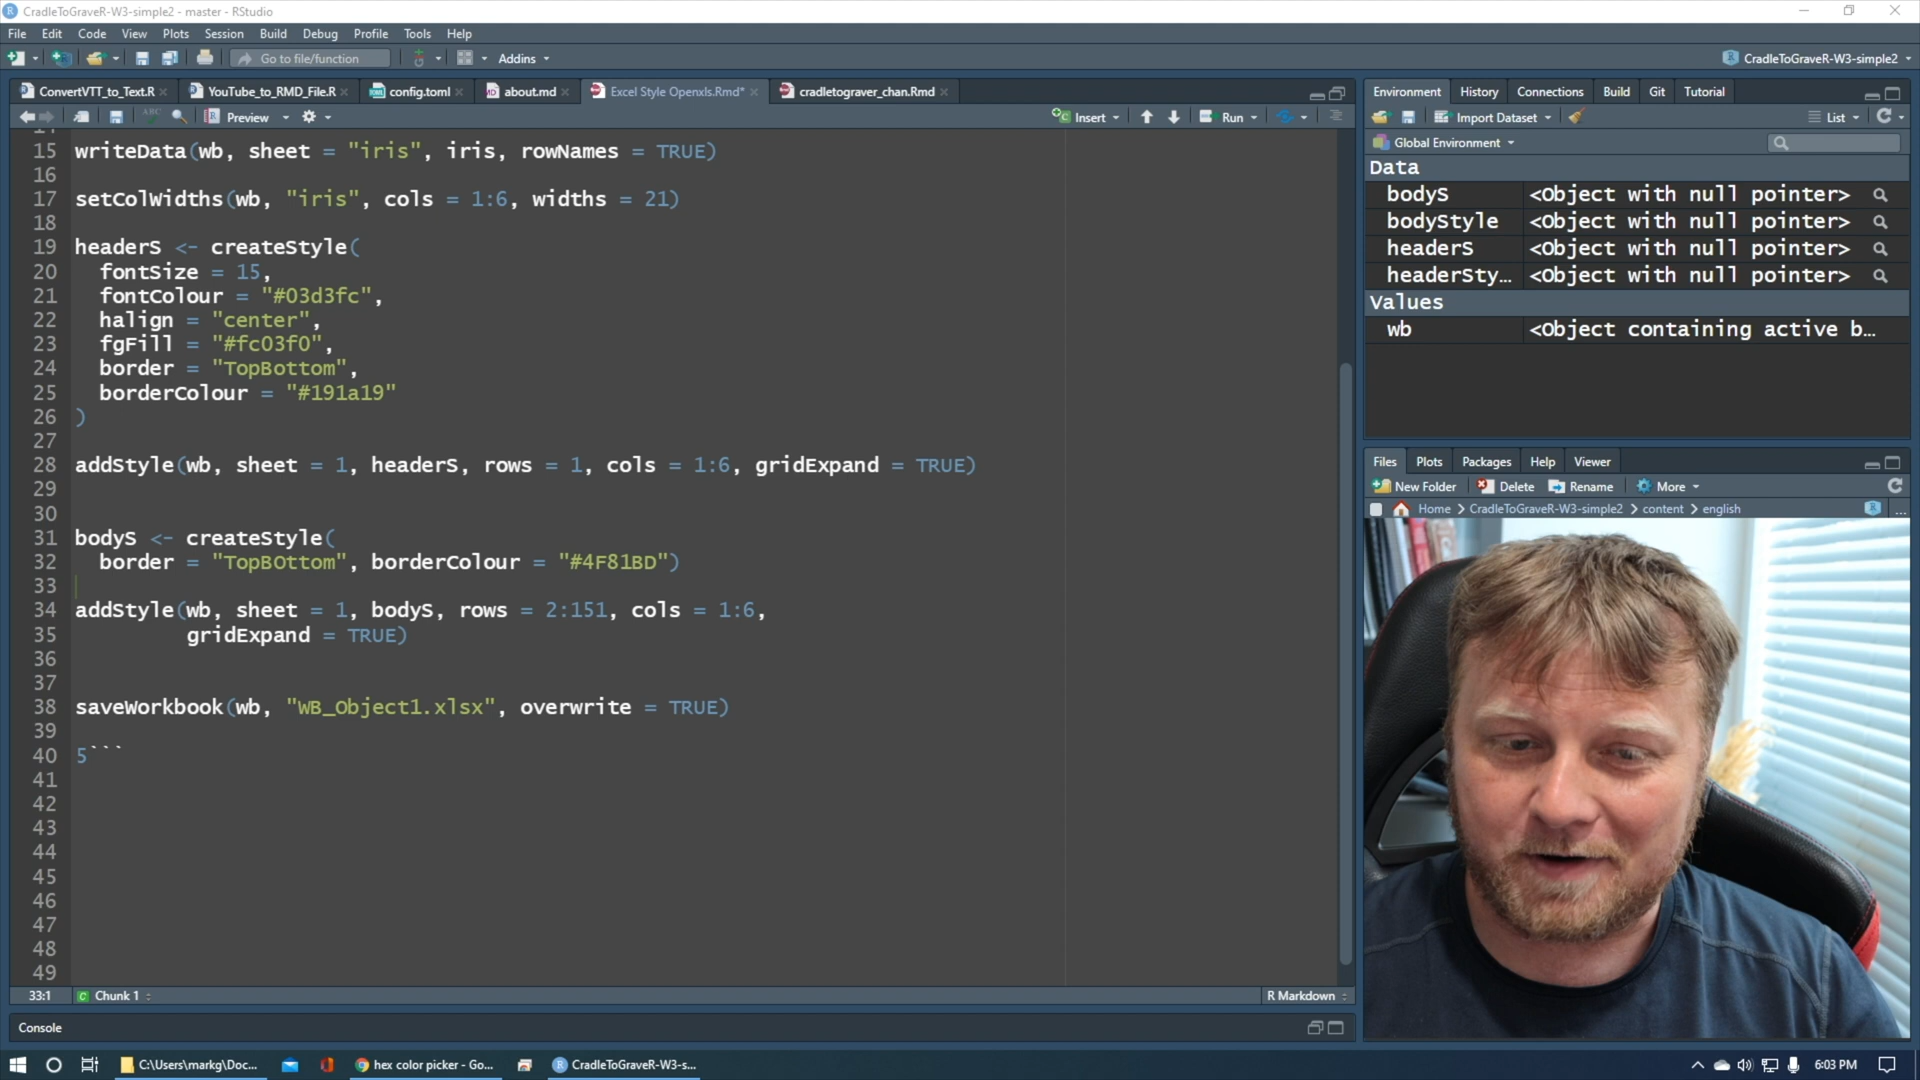 CradleToGraveR-W3-simple2 - master - RStudio
File Edit Code View Plots Session Build Debug Profile Tools Help
Go to file/function Addins CradleToGraveR-W3-simple2
ConvertVTT_to_Text.R YouTube_to_RMD_File.R config.toml about.md Excel Style Openxls.Rmd* cradletograver_chan.Rmd
Preview Insert Run
15 writeData(wb, sheet = "iris", iris, rowNames = TRUE)
16
17 setColWidths(wb, "iris", cols = 1:6, widths = 21)
18
19 headerS <- createStyle(
20 fontSize = 15,
21 fontColour = "#03d3fc",
22 halign = "center",
23 fgFill = "#fc03f0",
24 border = "TopBottom",
25 borderColour = "#191a19"
26 )
27
28 addStyle(wb, sheet = 1, headerS, rows = 1, cols = 1:6, gridExpand = TRUE)
29
30
31 bodyS <- createStyle(
32 border = "TopBOttom", borderColour = "#4F81BD")
33
34 addStyle(wb, sheet = 1, bodyS, rows = 2:151, cols = 1:6,
35 gridExpand = TRUE)
36
37
38 saveWorkbook(wb, "WB_Object1.xlsx", overwrite = TRUE)
39
40 5```
41
42
43
44
45
46
47
48
49
33:1 Chunk 1 R Markdown
Console
Environment History Connections Build Git Tutorial
Import Dataset List
Global Environment
Data
bodyS <Object with null pointer>
bodyStyle <Object with null pointer>
headerS <Object with null pointer>
headerSty… <Object with null pointer>
Values
wb <Object containing active b…
Files Plots Packages Help Viewer
New Folder Delete Rename More
Home CradleToGraveR-W3-simple2 content english ...
C:\Users\markg\Doc... hex color picker - Go... CradleToGraveR-W3-s... 6:03 PM